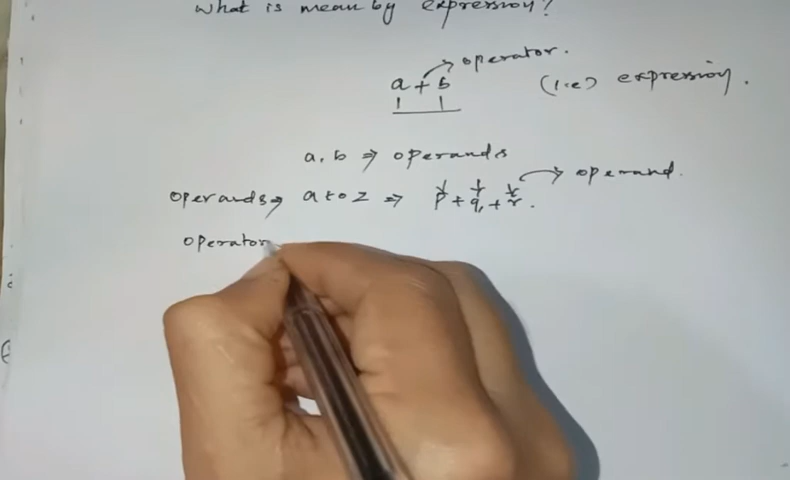 What is mean by expression?
operator.
a + b (i.e) expression.
a, b ⇒ operands
operand.
operands ⇒ a to z ⇒ p + q + r.
operator